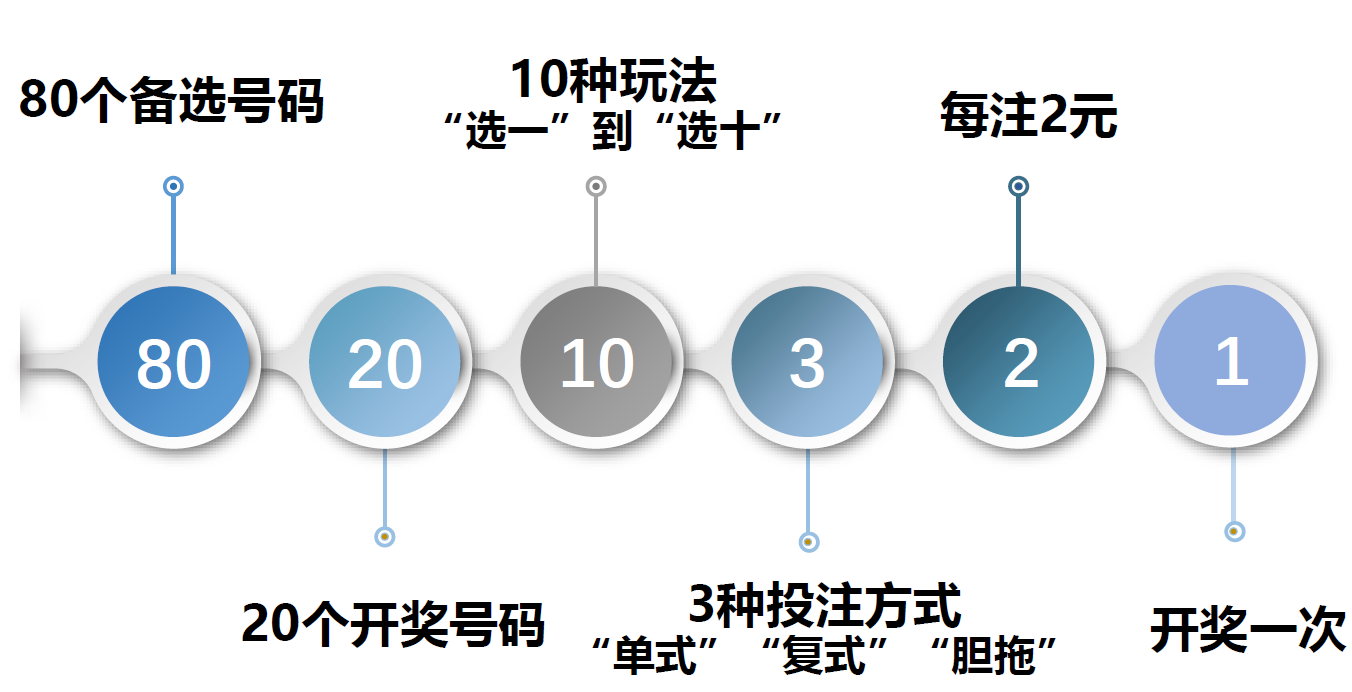 80个备选号码
10种玩法
“选一”到“选十”
每注2元
80
20
10
3
2
1
20个开奖号码
3种投注方式
“单式” “复式” “胆拖”
开奖一次